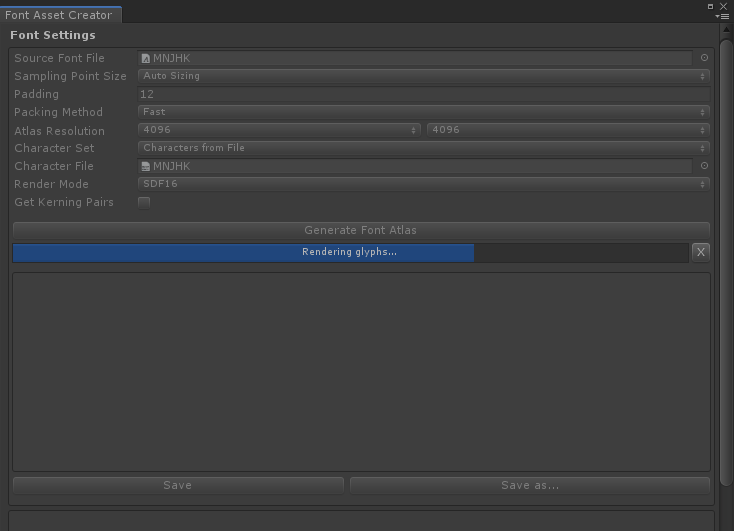 Font Asset Creator
Font Settings
Source Font File MNJHK
Sampling Point Size Auto Sizing
Padding 12
Packing Method Fast
Atlas Resolution 4096 4096
Character Set Characters from File
Character File MNJHK
Render Mode SDF16
Get Kerning Pairs
Generate Font Atlas
Rendering glyphs... X
Save Save as...